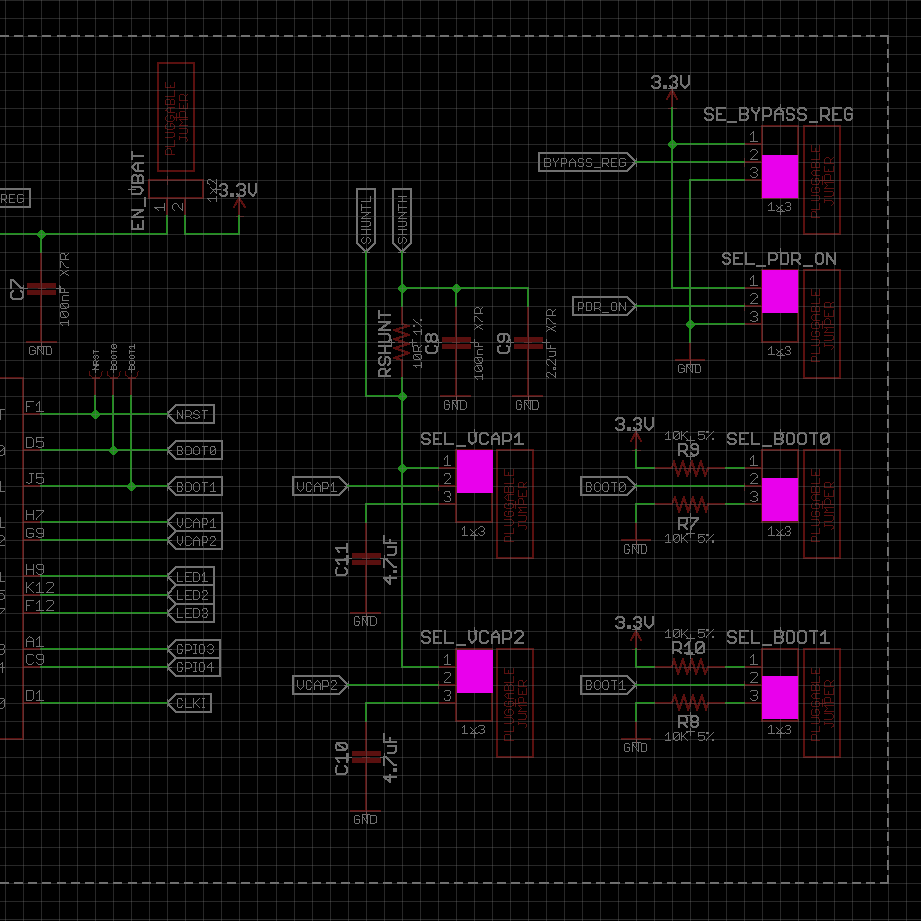 PLUGGABLE
JUMPER
EN_VBAT
1x2
1
2
3.3V
REG
C7
100nF X7R
GND
NRST
BOOT0
BOOT1
F1
NRST
D5
BOOT0
J5
BOOT1
H7
VCAP1
G9
VCAP2
H9
LED1
K12
LED2
F12
LED3
A1
GPIO3
C9
GPIO4
D1
CLKI
SHUNTL
SHUNTH
RSHUNT
10R 1%
C8
100nF X7R
GND
C9
2.2uF X7R
GND
SEL_VCAP1
VCAP1
1
2
3
1x3
PLUGGABLE
JUMPER
C11
4.7uF
GND
SEL_VCAP2
VCAP2
1
2
3
1x3
PLUGGABLE
JUMPER
C10
4.7uF
GND
3.3V
SE_BYPASS_REG
BYPASS_REG
1
2
3
1x3
PLUGGABLE
JUMPER
SEL_PDR_ON
PDR_ON
1
2
3
1x3
PLUGGABLE
JUMPER
GND
3.3V
10K 5%
R9
SEL_BOOT0
BOOT0
1
2
3
R7
10K 5%
GND
1x3
PLUGGABLE
JUMPER
3.3V
10K 5%
R10
SEL_BOOT1
BOOT1
1
2
3
R8
10K 5%
GND
1x3
PLUGGABLE
JUMPER